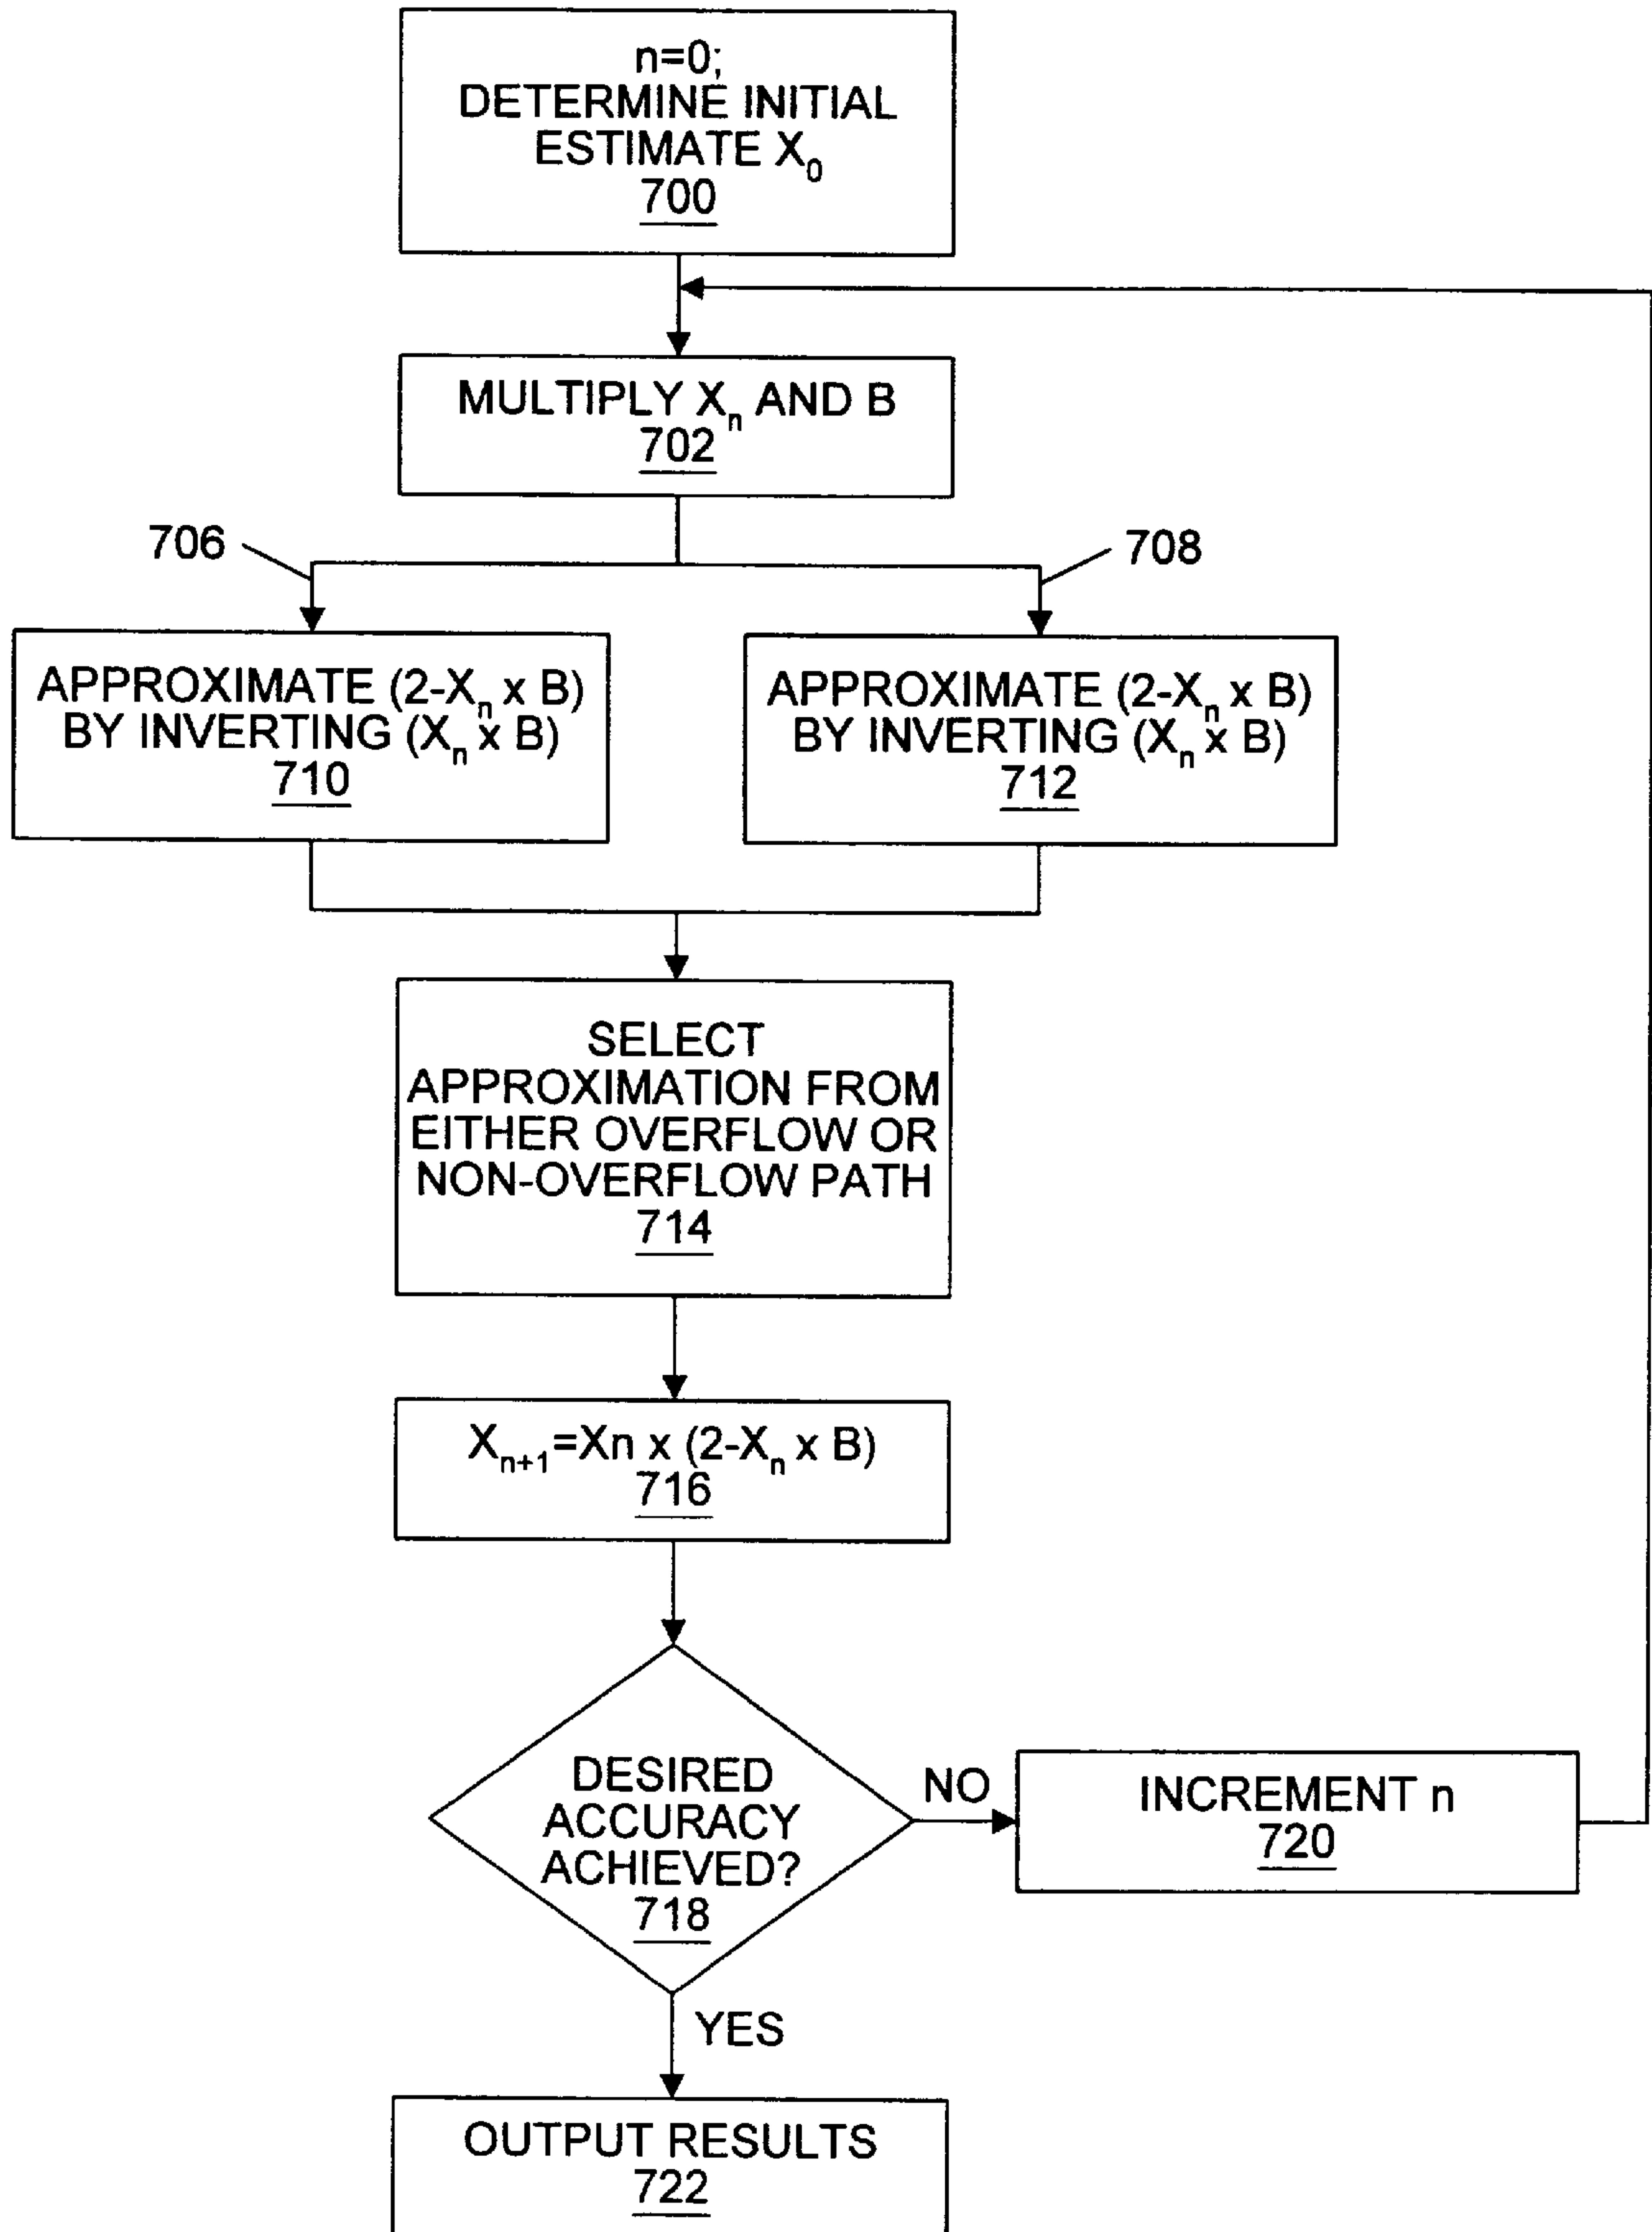 n=0;
DETERMINE INITIAL
ESTIMATE X₀
700
MULTIPLY Xₙ AND B
702
706
708
APPROXIMATE (2-Xₙ x B)
BY INVERTING (Xₙ x B)
710
APPROXIMATE (2-Xₙ x B)
BY INVERTING (Xₙ x B)
712
SELECT
APPROXIMATION FROM
EITHER OVERFLOW OR
NON-OVERFLOW PATH
714
Xₙ₊₁=Xn x (2-Xₙ x B)
716
DESIRED
ACCURACY
ACHIEVED?
718
NO
INCREMENT n
720
YES
OUTPUT RESULTS
722